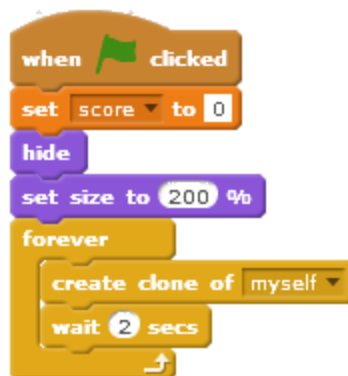 when clicked
set score to 0
hide
set size to 200 %
forever
create clone of myself
wait 2 secs